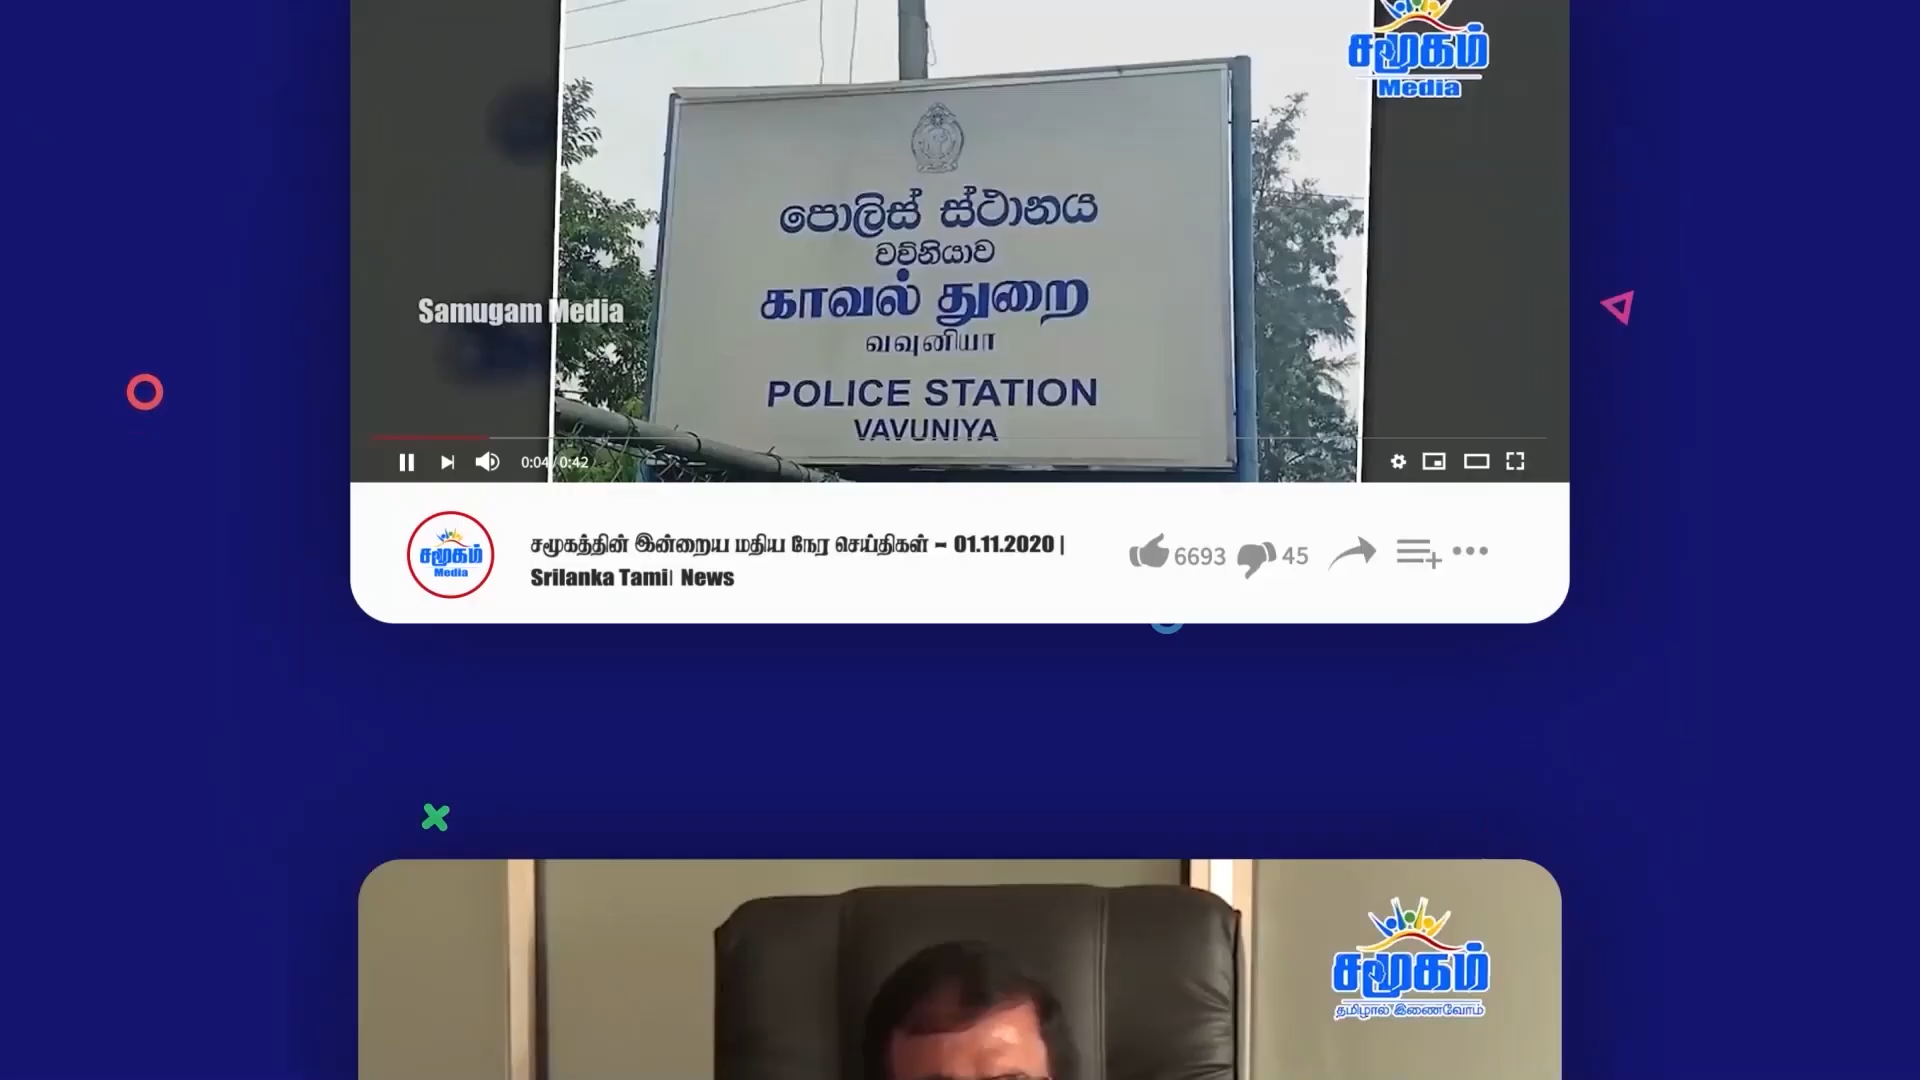 சமூகம்
Media
පොලිස් ස්ථානය
වව්නියාව
காவல் துறை
வவுனியா
POLICE STATION
VAVUNIYA
Samugam Media
0:04/0:42
சமூகம்
Media
சமூகத்தின் இன்றைய மதிய நேர செய்திகள் - 01.11.2020 |
Srilanka Tamil News
6693
45
சமூகம்
தமிழால் இணைவோம்